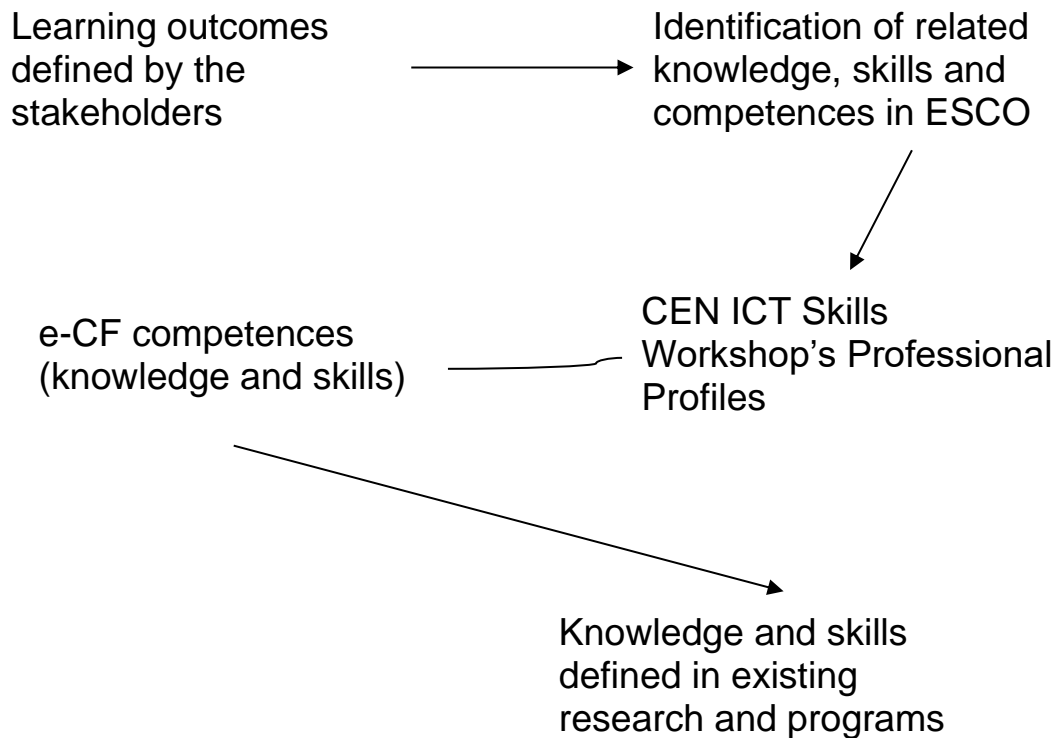 Learning outcomes
defined by the
stakeholders
Identification of related
knowledge, skills and
competences in ESCO
CEN ICT Skills
Workshop’s Professional
Profiles
e-CF competences
(knowledge and skills)
Knowledge and skills
defined in existing
research and programs